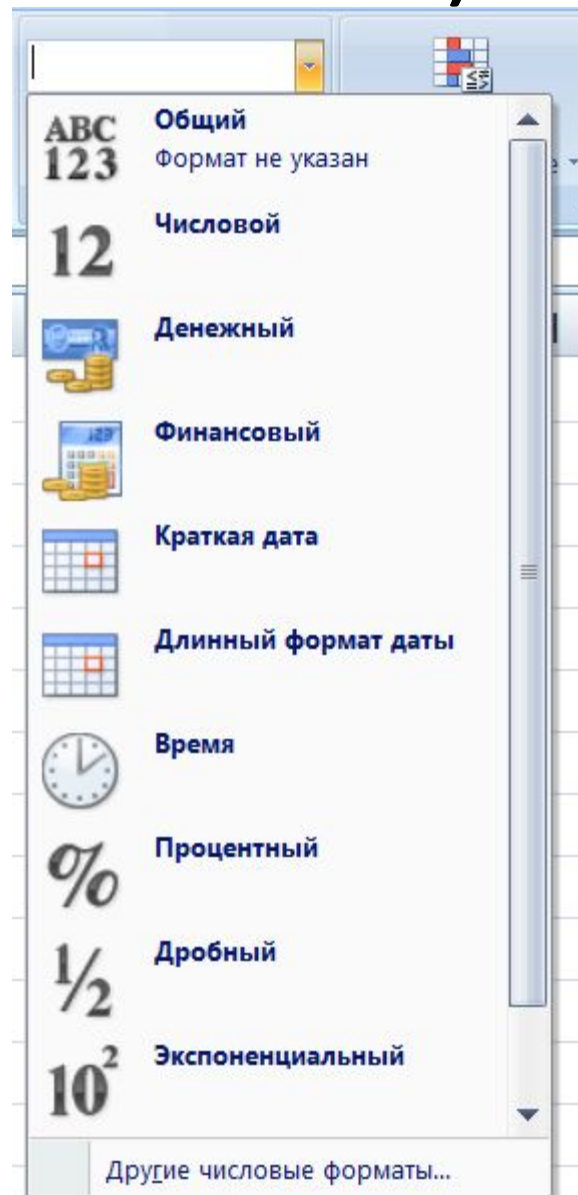 ABC
123
Общий
Формат не указан
12
Числовой
Денежный
123
Финансовый
Краткая дата
Длинный формат даты
Время
%
Процентный
1/2
Дробный
10²
Экспоненциальный
Другие числовые форматы...